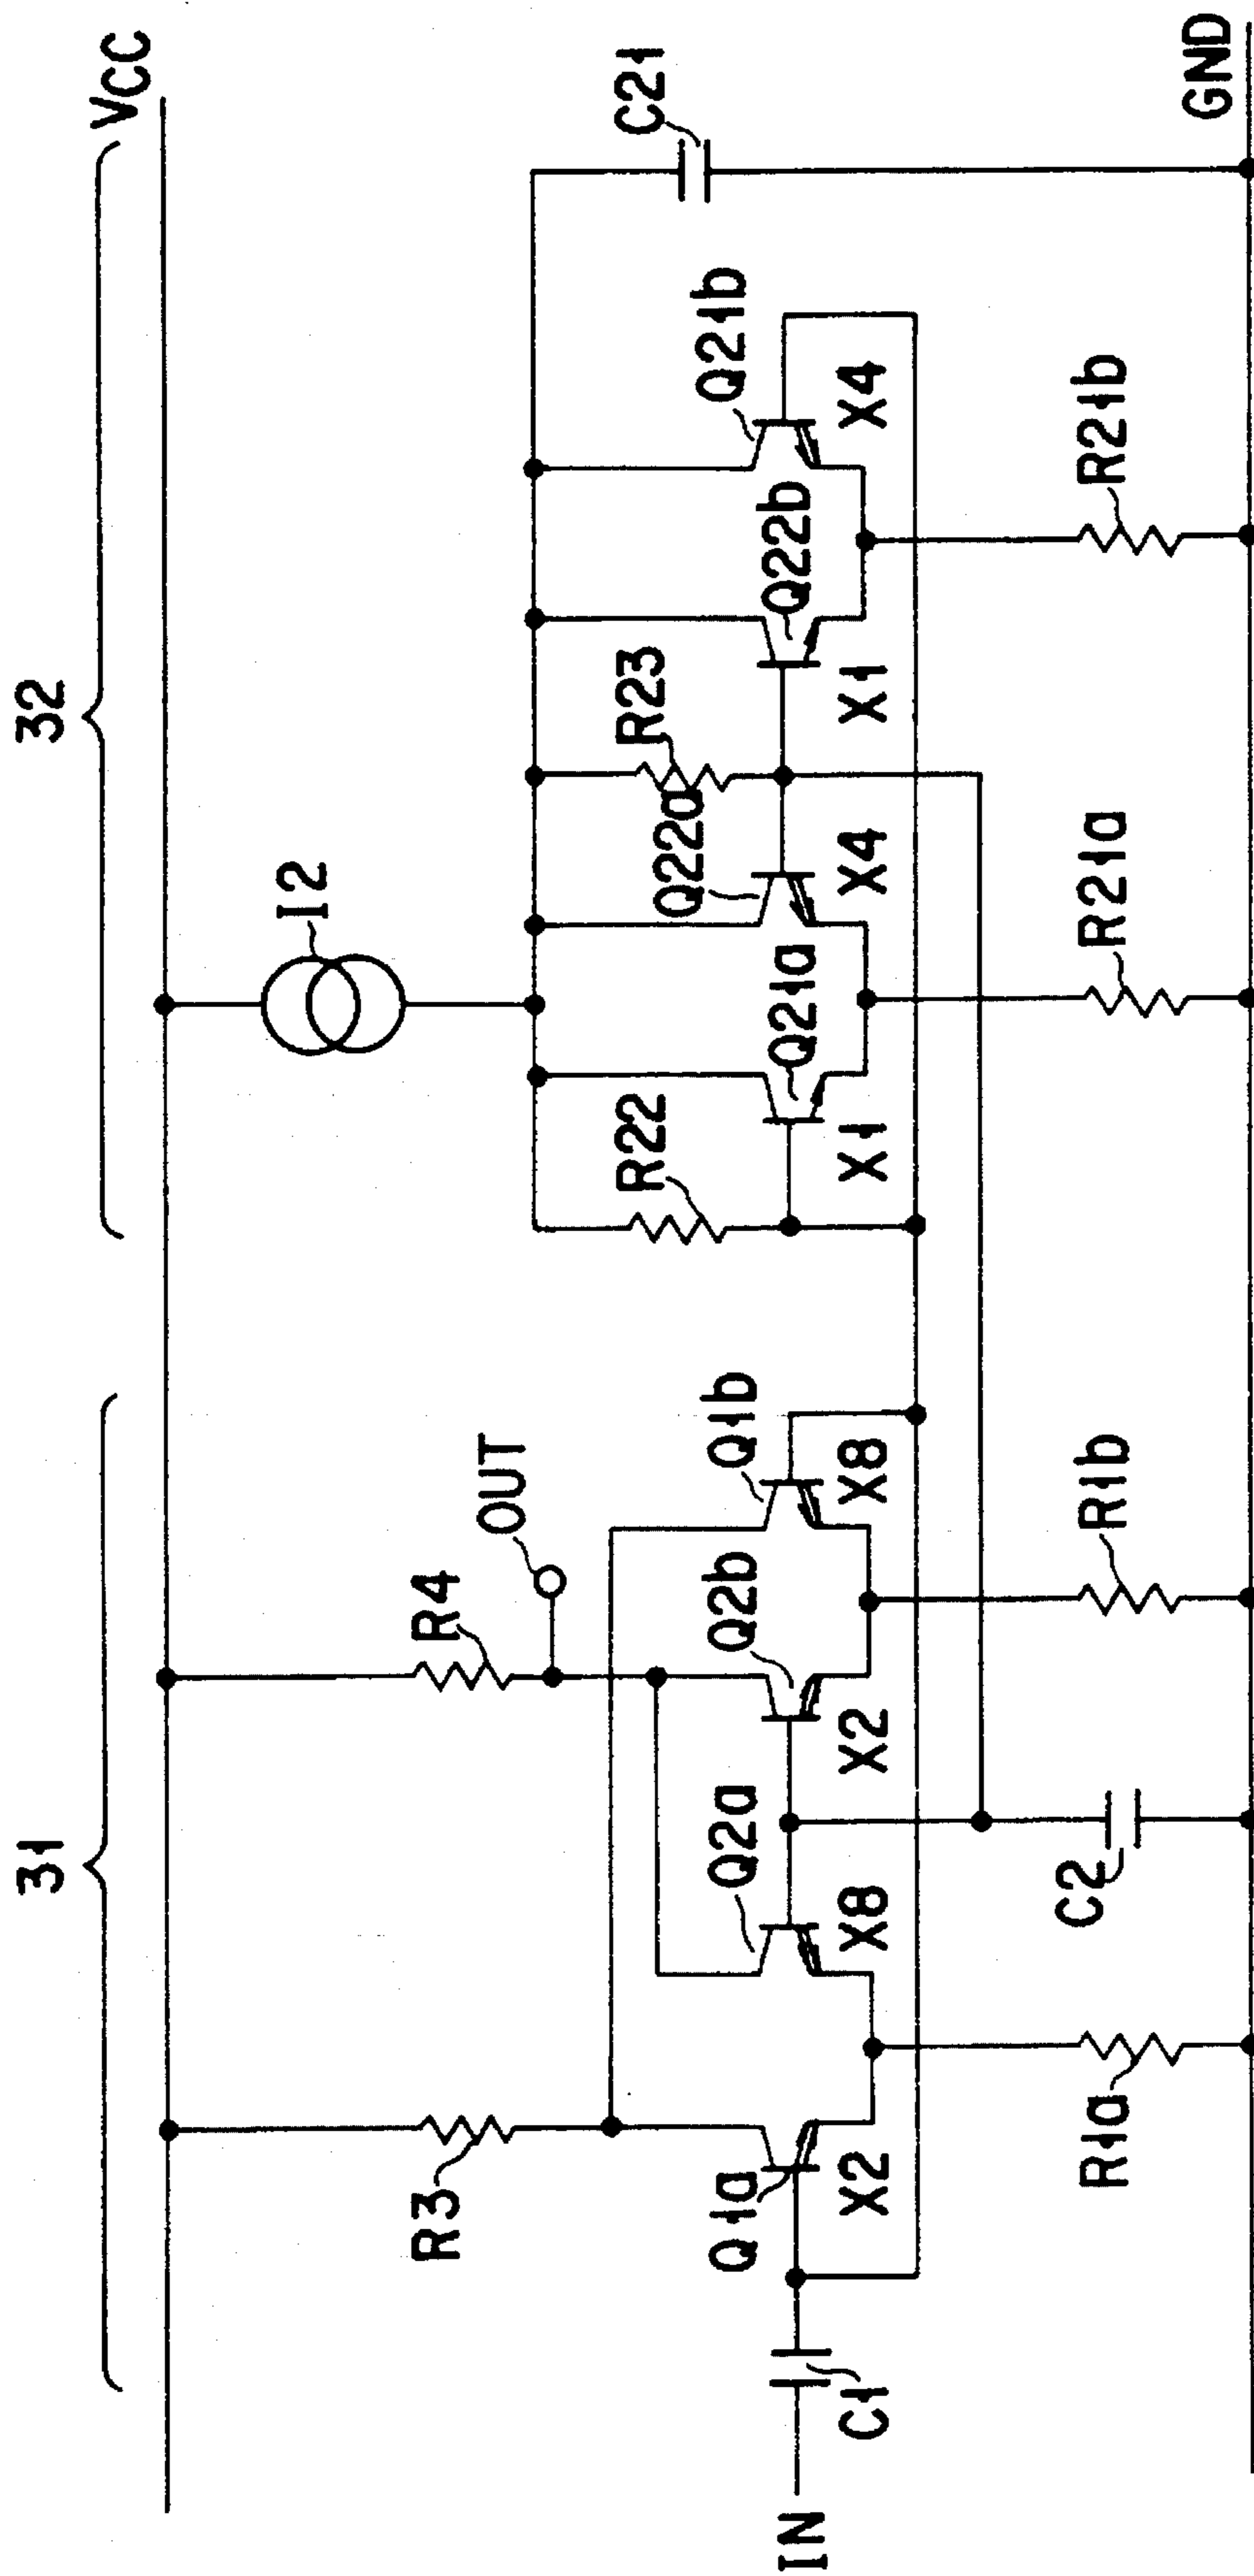 31
32
VCC
R3
R4
OUT
I2
C21
R22
R23
Q1a
Q2a
Q2b
Q1b
Q21a
Q22a
Q22b
Q21b
IN
C1
X2
X8
X2
X8
X1
X4
X1
X4
R1a
C2
R1b
R21a
R21b
GND